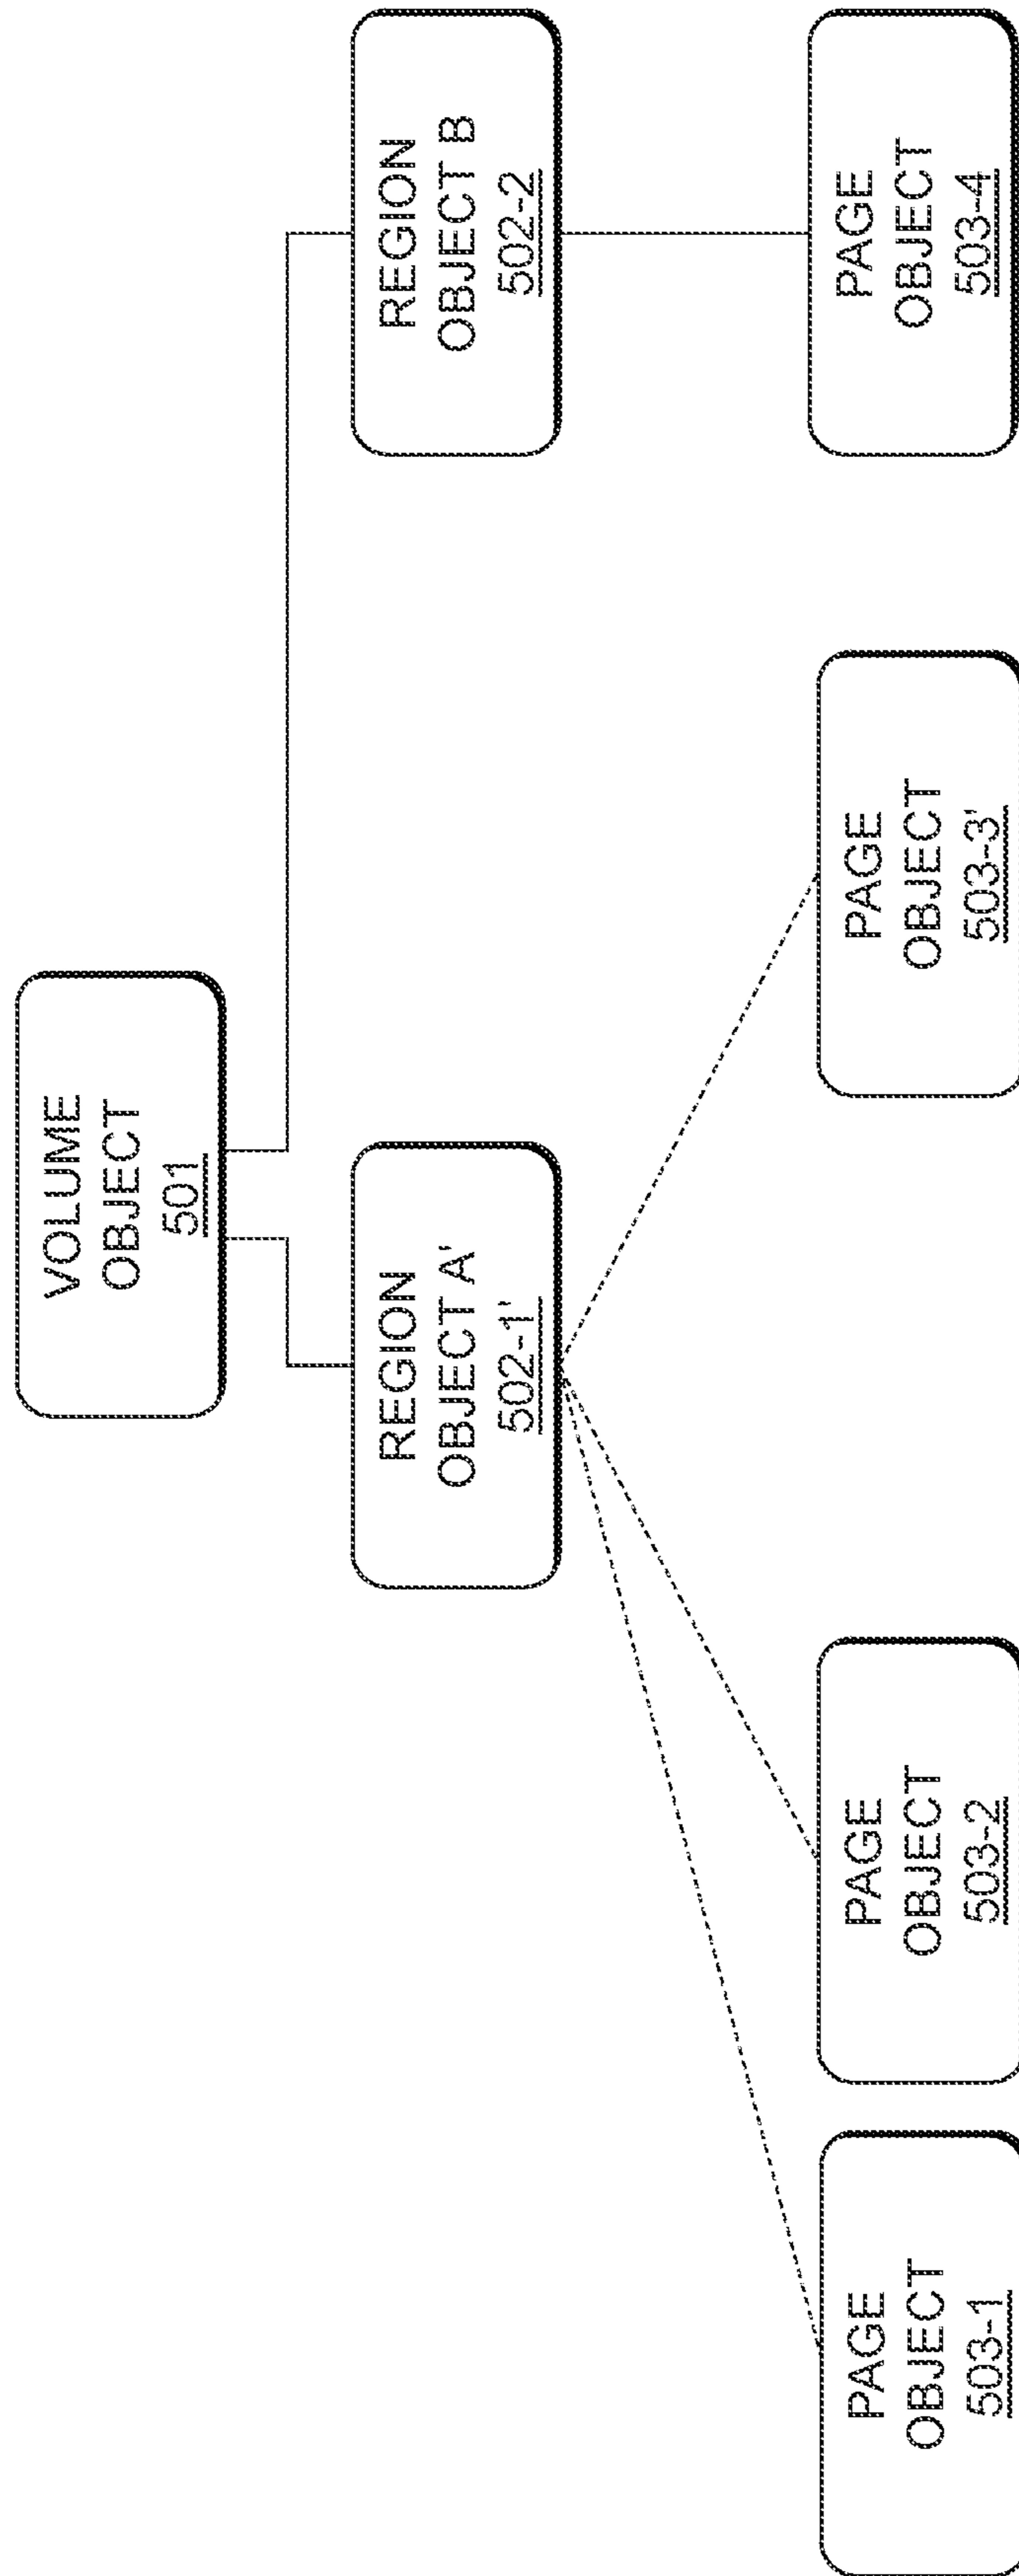 VOLUME
OBJECT
501
REGION
OBJECT A'
502-1'
REGION
OBJECT B
502-2
PAGE
OBJECT
503-1
PAGE
OBJECT
503-2
PAGE
OBJECT
503-3'
PAGE
OBJECT
503-4